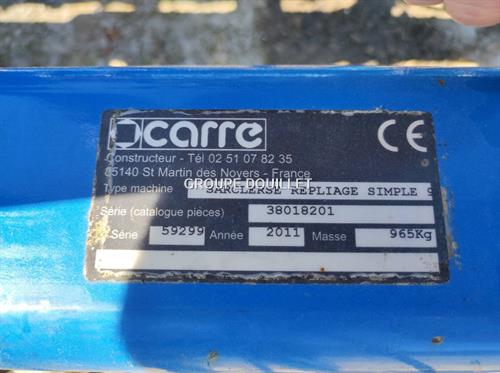 carre
CE
Constructeur - Tél 02 51 07 82 35
85140 St Martin des Noyers - France
GROUPE DOUILLET
Type machine SARCLEUSE REPLIAGE SIMPLE 9
Série (catalogue pièces) 38018201
Série 59299 Année 2011 Masse 965Kg